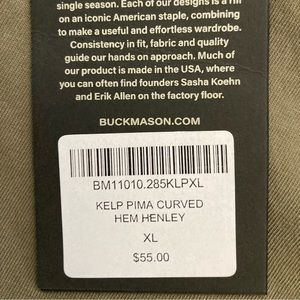 single season. Each of our designs is a riff
on an iconic American staple, combining
to make a useful and effortless wardrobe.
Consistency in fit, fabric and quality
guide our hands on approach. Much of
our product is made in the USA, where
you can often find founders Sasha Koehn
and Erik Allen on the factory floor.
BUCKMASON.COM
BM11010.285KLPXL
KELP PIMA CURVED
HEM HENLEY
XL
$55.00